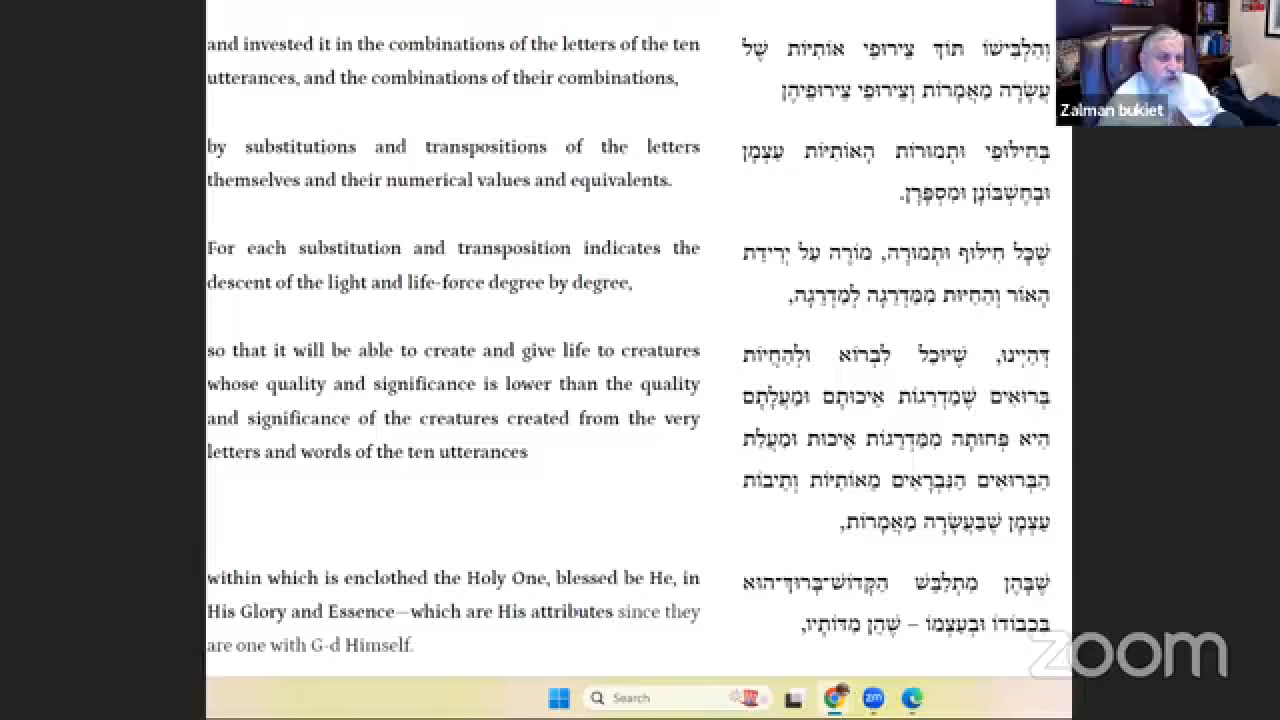 and invested it in the combinations of the letters of the ten
utterances, and the combinations of their combinations,
by substitutions and transpositions of the letters
themselves and their numerical values and equivalents.
For each substitution and transposition indicates the
descent of the light and life-force degree by degree,
so that it will be able to create and give life to creatures
whose quality and significance is lower than the quality
and significance of the creatures created from the very
letters and words of the ten utterances
within which is enclothed the Holy One, blessed be He, in
His Glory and Essence—which are His attributes since they
are one with G-d Himself.
וְהִלְבִּישׁוֹ תוֹךְ צֵירוּפֵי אוֹתִיּוֹת שֶׁל
עֲשָׂרָה מַאֲמָרוֹת וְצֵירוּפֵי צֵירוּפֵיהֶן
בְּחִילּוּפֵי וּתְמוּרוֹת הָאוֹתִיּוֹת עַצְמָן
וּבְחֶשְׁבּוֹנָן וּמִסְפָּרָן.
שֶׁכָּל חִילּוּף וּתְמוּרָה, מוֹרֶה עַל יְרִידַת
הָאוֹר וְהַחַיּוּת מִמַּדְרֵגָה לְמַדְרֵגָה,
דְּהַיְינוּ, שֶׁיּוּכַל לִבְרוֹא וּלְהַחֲיוֹת
בְּרוּאִים שֶׁמַּדְרֵגוֹת אֵיכוּתָם וּמַעֲלָתָם
הִיא פְּחוּתָה מִמַּדְרֵגוֹת אֵיכוּת וּמַעֲלַת
הַבְּרוּאִים הַנִּבְרָאִים מֵאוֹתִיּוֹת וְתֵיבוֹת
עַצְמָן שֶׁבַּעֲשָׂרָה מַאֲמָרוֹת,
שֶׁבָּהֶן מִתְלַבֵּשׁ הַקָּדוֹשׁ־בָּרוּךְ־הוּא
בִּכְבוֹדוֹ וּבְעַצְמוֹ – שֶׁהֵן מִדּוֹתָיו,
Zalman bukiet
zoom
Search
zm